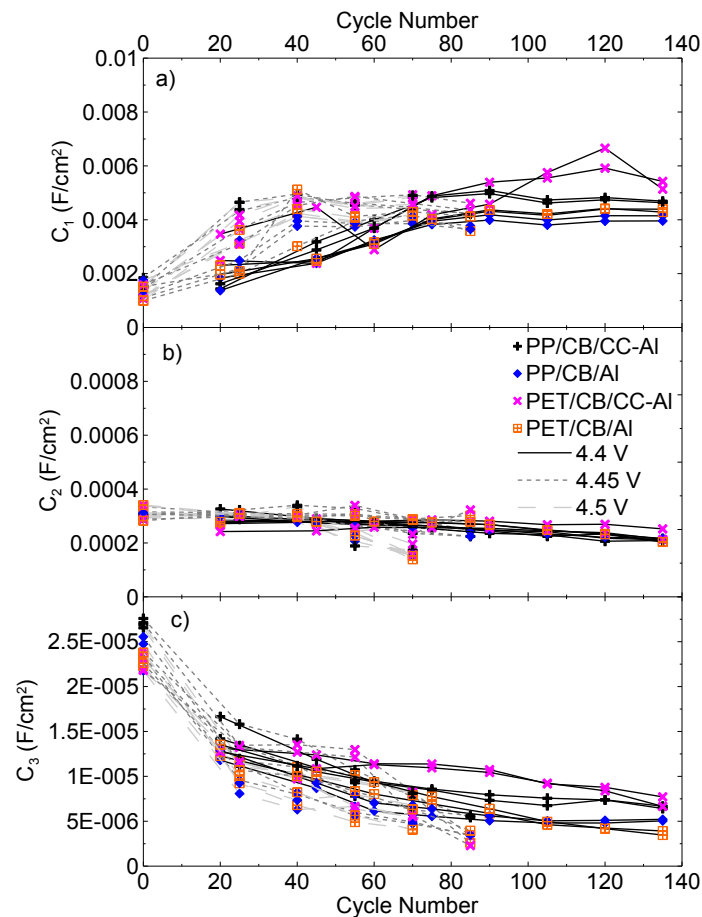 Cycle Number
0 20 40 60 80 100 120 140
a)
0.01
0.008
0.006
0.004
0.002
0
C₁ (F/cm²)
b)
0.0008
0.0006
0.0004
0.0002
0
C₂ (F/cm²)
PP/CB/CC-Al
PP/CB/Al
PET/CB/CC-Al
PET/CB/Al
4.4 V
4.45 V
4.5 V
c)
2.5E-005
2E-005
1.5E-005
1E-005
5E-006
0
C₃ (F/cm²)
0 20 40 60 80 100 120 140
Cycle Number